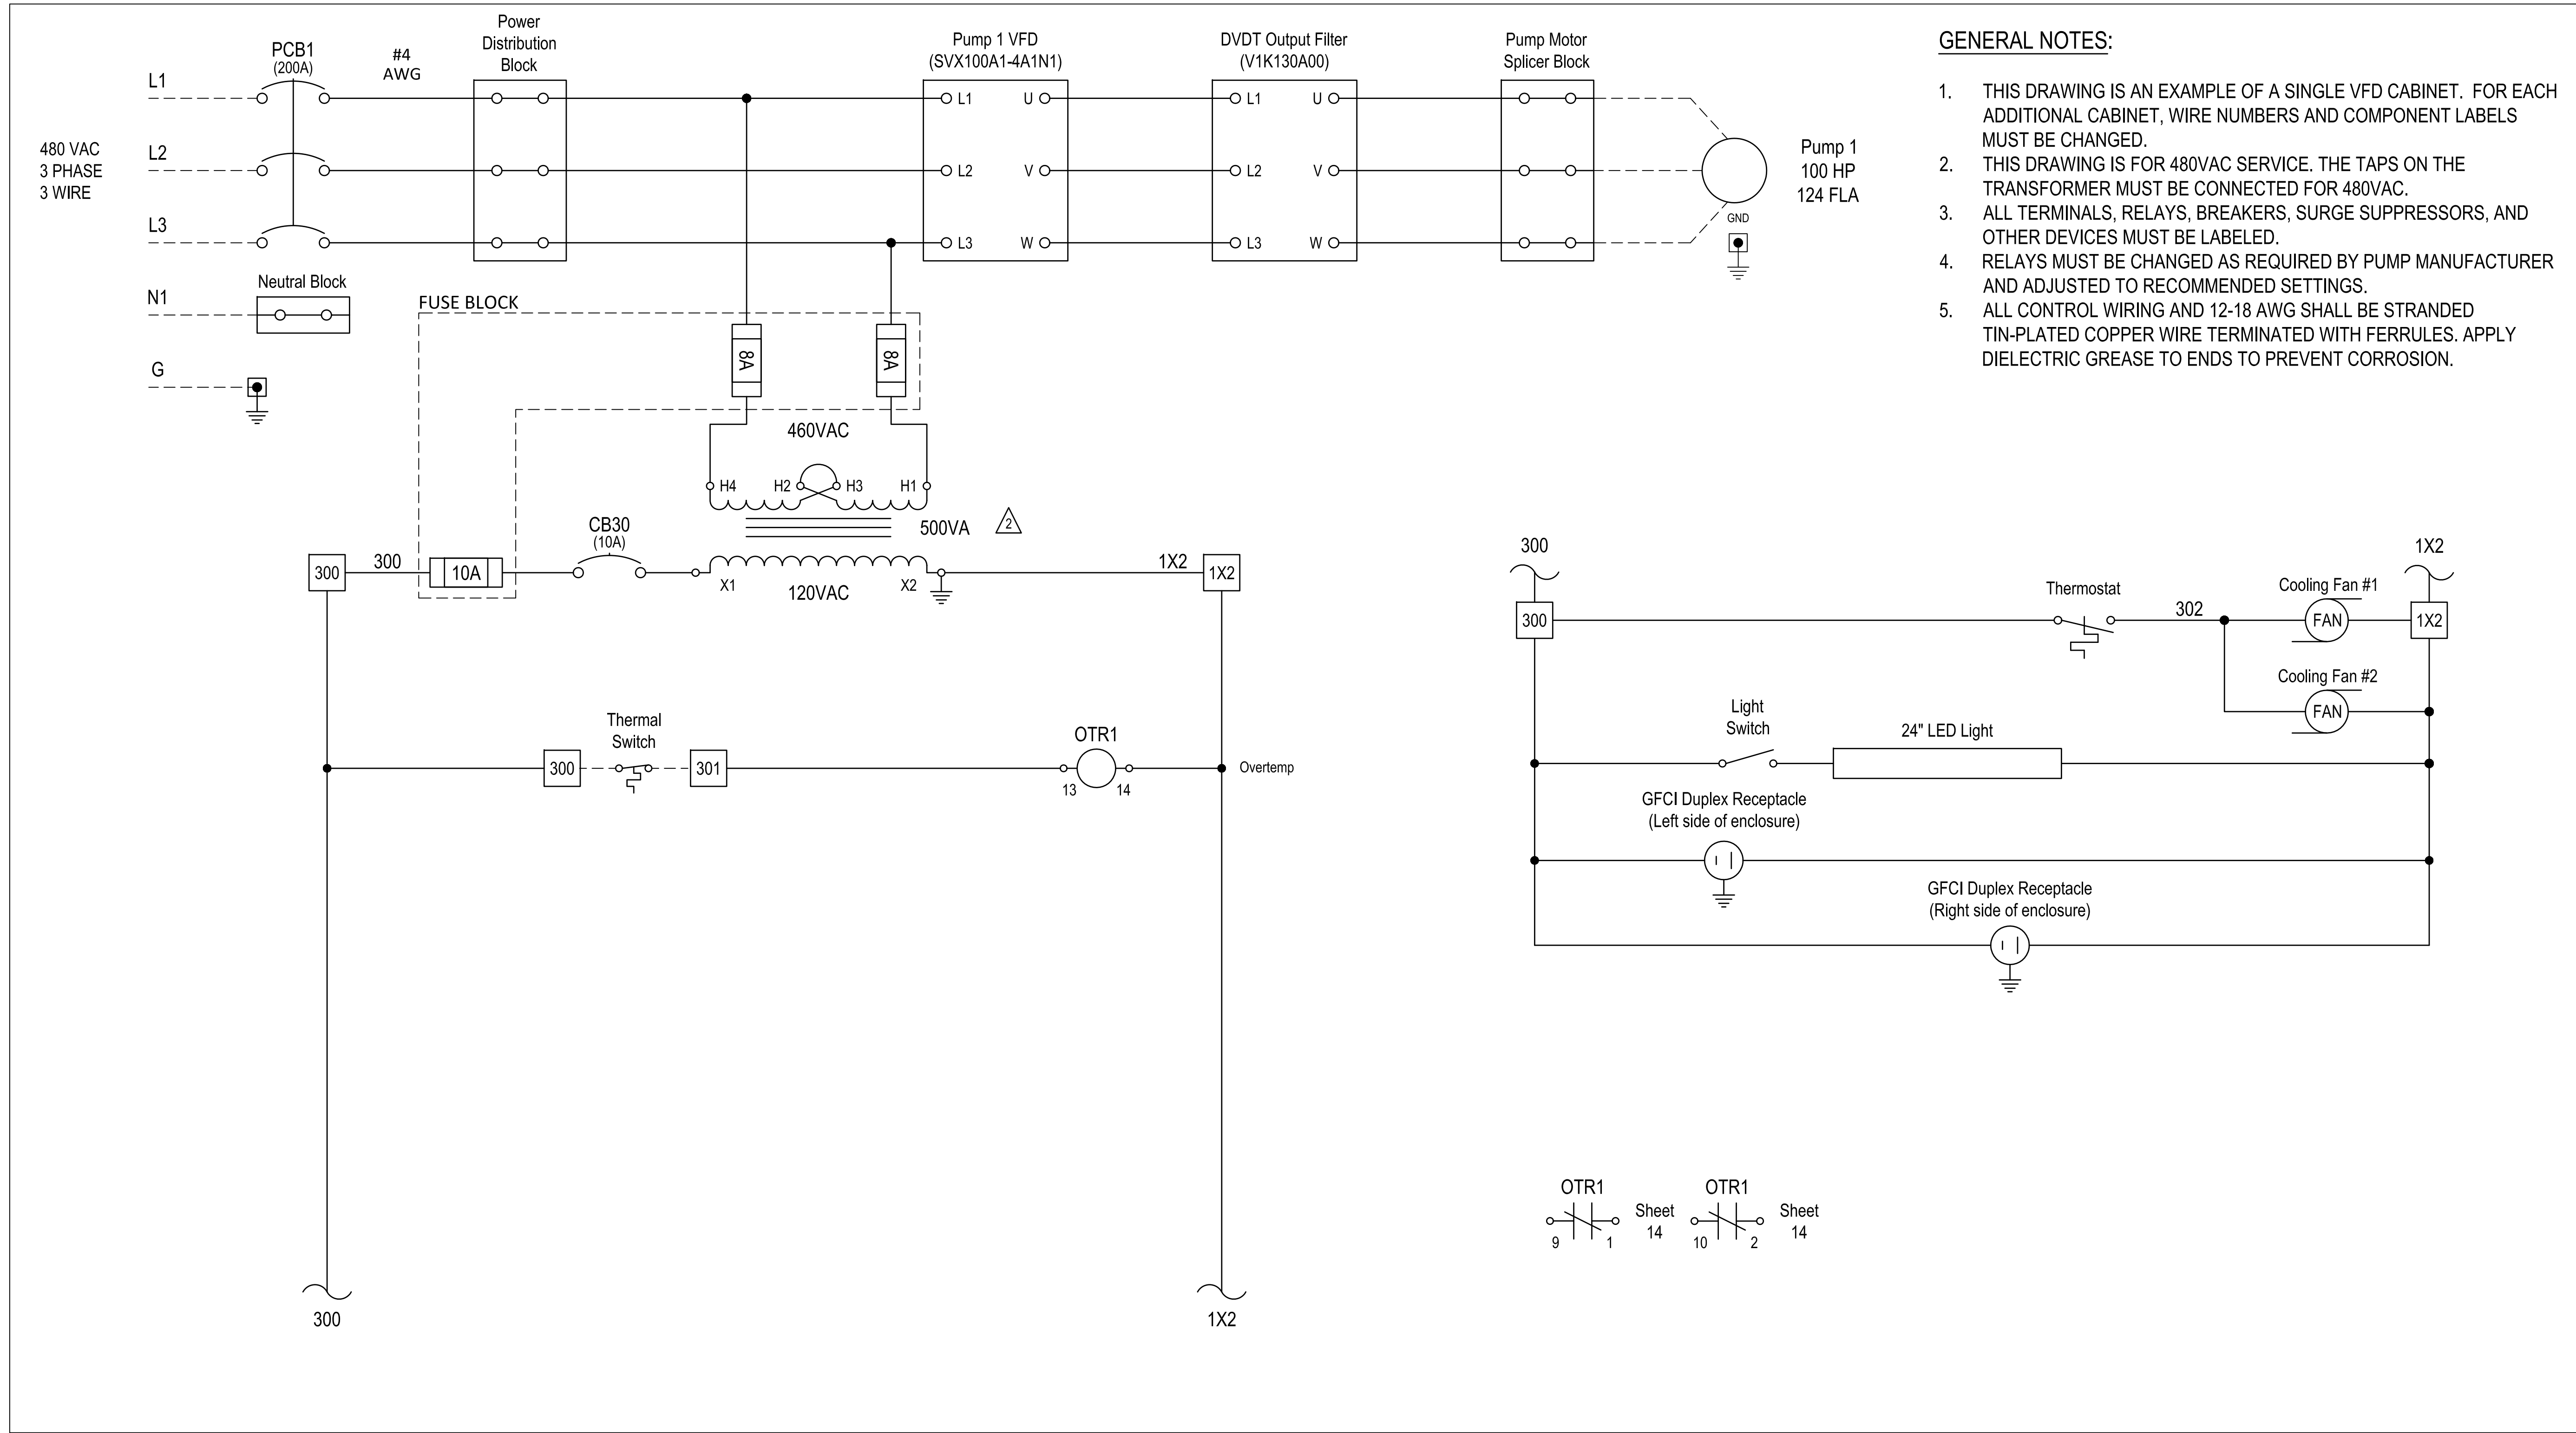 PCB1
(200A)
#4
AWG
Power
Distribution
Block
Pump 1 VFD
(SVX100A1-4A1N1)
DVDT Output Filter
(V1K130A00)
Pump Motor
Splicer Block
L1
L2
L3
480 VAC
3 PHASE
3 WIRE
L1
U
L2
V
L3
W
L1
U
L2
V
L3
W
Pump 1
100 HP
124 FLA
GND
N1
Neutral Block
G
FUSE BLOCK
8A
8A
460VAC
H4
H2
H3
H1
500VA
2
CB30
(10A)
300
300
10A
X1
120VAC
X2
1X2
1X2
Thermal
Switch
300
301
OTR1
13
14
Overtemp
300
1X2
GENERAL NOTES:
1. THIS DRAWING IS AN EXAMPLE OF A SINGLE VFD CABINET. FOR EACH
ADDITIONAL CABINET, WIRE NUMBERS AND COMPONENT LABELS
MUST BE CHANGED.
2. THIS DRAWING IS FOR 480VAC SERVICE. THE TAPS ON THE
TRANSFORMER MUST BE CONNECTED FOR 480VAC.
3. ALL TERMINALS, RELAYS, BREAKERS, SURGE SUPPRESSORS, AND
OTHER DEVICES MUST BE LABELED.
4. RELAYS MUST BE CHANGED AS REQUIRED BY PUMP MANUFACTURER
AND ADJUSTED TO RECOMMENDED SETTINGS.
5. ALL CONTROL WIRING AND 12-18 AWG SHALL BE STRANDED
TIN-PLATED COPPER WIRE TERMINATED WITH FERRULES. APPLY
DIELECTRIC GREASE TO ENDS TO PREVENT CORROSION.
300
1X2
300
Thermostat
302
Cooling Fan #1
FAN
1X2
Cooling Fan #2
FAN
Light
Switch
24" LED Light
GFCI Duplex Receptacle
(Left side of enclosure)
GFCI Duplex Receptacle
(Right side of enclosure)
OTR1
9
1
Sheet
14
OTR1
10
2
Sheet
14